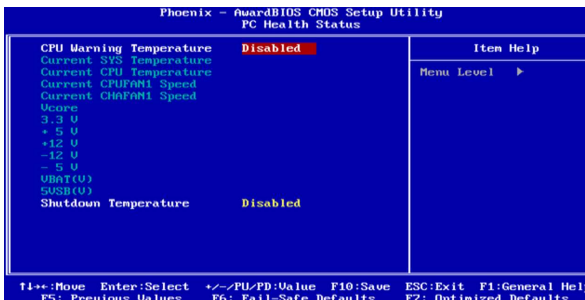 Phoenix - AwardBIOS CMOS Setup Utility
PC Health Status
CPU Warning Temperature Disabled Item Help
Current SYS Temperature
Current CPU Temperature Menu Level ▶
Current CPUFAN1 Speed
Current CHAFAN1 Speed
Vcore
3.3 V
+ 5 V
+12 V
-12 V
- 5 V
VBAT(V)
5VSB(V)
Shutdown Temperature Disabled
↑↓→←:Move Enter:Select +/-/PU/PD:Value F10:Save ESC:Exit F1:General Hel
F5: Previous Values F6: Fail-Safe Defaults F7: Optimized Defaults